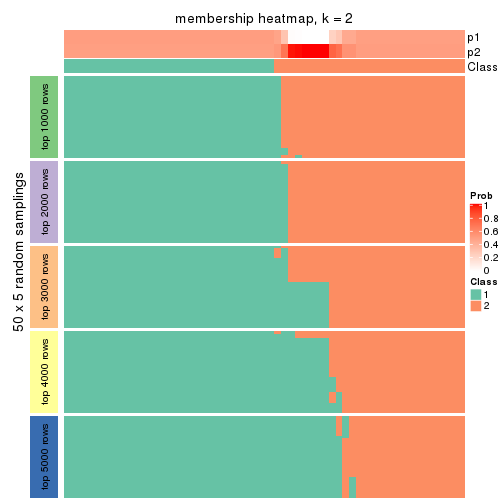 membership heatmap, k = 2
p1
p2
Class
50 x 5 random samplings
top 1000 rows
top 2000 rows
top 3000 rows
top 4000 rows
top 5000 rows
Prob
1
0.8
0.6
0.4
0.2
0
Class
1
2